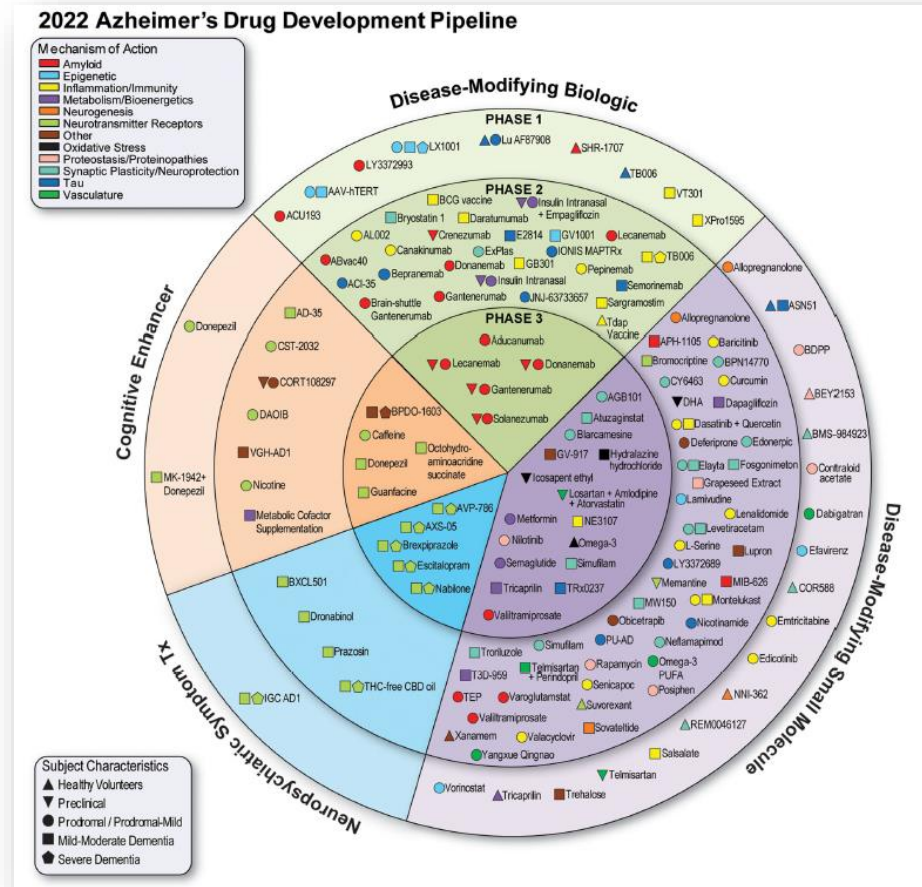 2022 Azheimer's Drug Development Pipeline
Mechanism of Action
Amyloid
Epigenetic
Inflammation/Immunity
Metabolism/Bioenergetics
Neurogenesis
Neurotransmitter Receptors
Other
Oxidative Stress
Proteostasis/Proteinopathies
Synaptic Plasticity/Neuroprotection
Tau
Vasculature
Disease-Modifying Biologic
PHASE 1
LX1001
Lu AF87908
SHR-1707
LY3372993
TB006
AAV-hTERT
VT301
ACU193
XPro1595
PHASE 2
BCG vaccine
Insulin Intranasal
+ Empagliflozin
Bryostatin 1
Daratumumab
AL002
Crenezumab
E2814
GV1001
Lecanemab
Canakinumab
ExPlas
IONIS MAPTRx
ABvac40
Donanemab
GB301
TB006
Bepranemab
Pepinemab
ACI-35
Insulin Intranasal
Semorinemab
Brain-shuttle
Gantenerumab
Gantenerumab
JNJ-63733657
Sargramostim
Tdap
Vaccine
PHASE 3
Aducanumab
Lecanemab
Donanemab
Gantenerumab
Solanezumab
Cognitive Enhancer
Donepezil
MK-1942+
Donepezil
AD-35
CST-2032
CORT108297
DAOIB
VGH-AD1
Nicotine
Metabolic Cofactor
Supplementation
BPDO-1603
Caffeine
Octohydro-
aminoacridine
succinate
Donepezil
Guanfacine
Neuropsychiatric Symptom Tx
AVP-786
AXS-05
Brexpiprazole
Escitalopram
Nabilone
BXCL501
Dronabinol
Prazosin
THC-free CBD oil
IGC AD1
Disease-Modifying Small Molecule
AGB101
Atuzaginstat
Blarcamesine
GV-917
Hydralazine
hydrochloride
Icosapent ethyl
Losartan + Amlodipine
+ Atorvastatin
Metformin
NE3107
Nilotinib
Omega-3
Semaglutide
Simufilam
Tricaprilin
TRx0237
Valiltramiprosate
Allopregnanolone
APH-1105
Baricitinib
Bromocriptine
BPN14770
CY6463
Curcumin
DHA
Dapagliflozin
Dasatinib + Quercetin
Deferiprone
Edonerpic
Elayta
Fosgonimeton
Grapeseed Extract
Lamivudine
Lenalidomide
Levetiracetam
L-Serine
Lupron
LY3372689
Memantine
MIB-626
MW150
Montelukast
Obicetrapib
Nicotinamide
Simufilam
PU-AD
Neflamapimod
Troriluzole
Telmisartan
+ Perindopril
Rapamycin
Omega-3
PUFA
T3D-959
Senicapoc
Posiphen
TEP
Varoglutamstat
Suvorexant
Valiltramiprosate
Sovateltide
Xanamem
Valacyclovir
Yangxue Qingnao
Allopregnanolone
ASN51
BDPP
BEY2153
BMS-984923
Contraloid
acetate
Dabigatran
Efavirenz
COR588
Emtricitabine
Edicotinib
NNI-362
REM0046127
Salsalate
Telmisartan
Vorinostat
Tricaprilin
Trehalose
Subject Characteristics
Healthy Volunteers
Preclinical
Prodromal / Prodromal-Mild
Mild-Moderate Dementia
Severe Dementia